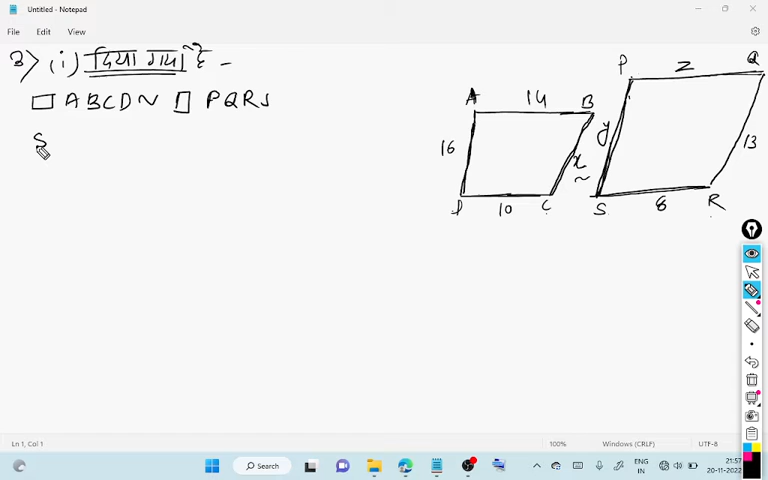 Untitled - Notepad
File Edit View
3> (i) दिया गया है -
▭ ABCD ~ ▯ PQRS
S
A 14 B
16 x
D 10 C
~
P Z Q
y 13
S 8 R
Ln 1, Col 1 100% Windows (CRLF) UTF-8
Search
ENG
IN
21:57
20-11-2022